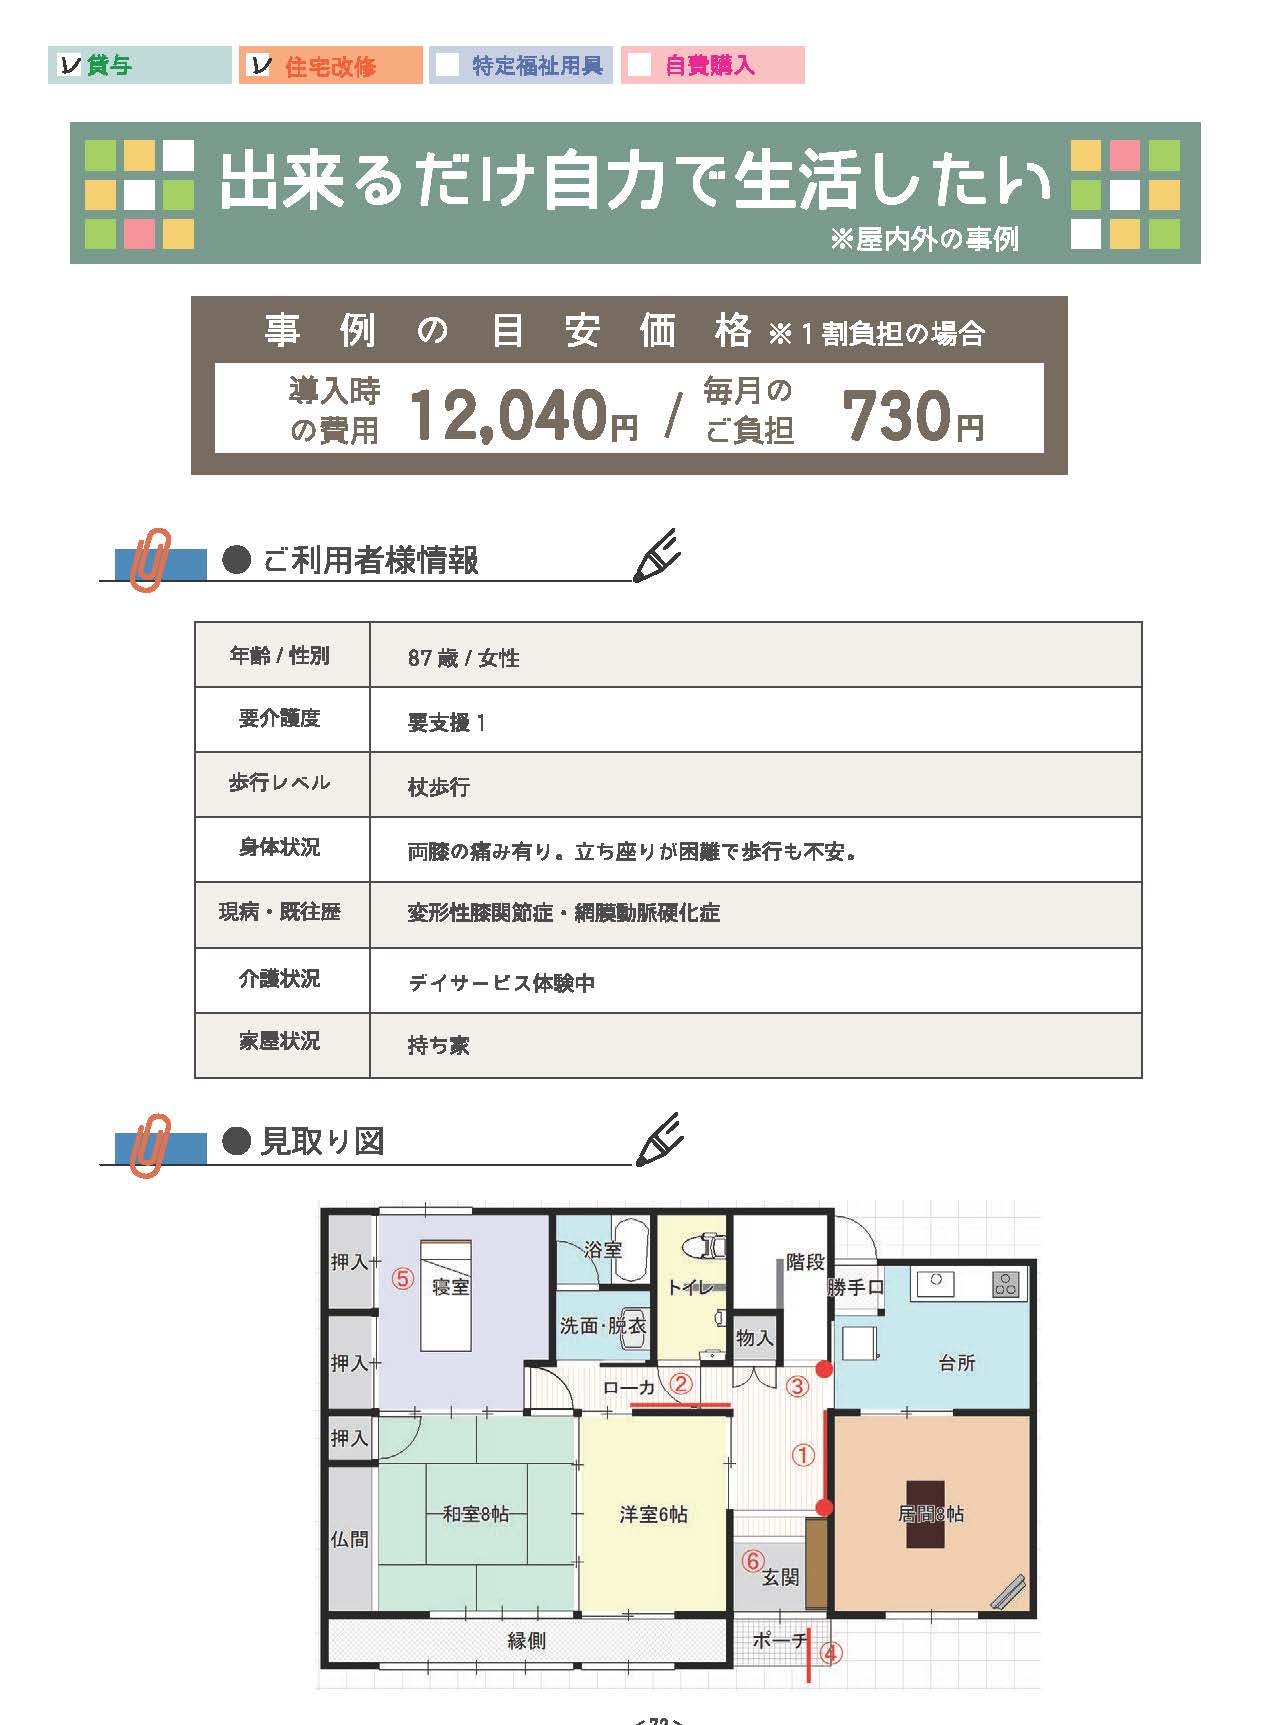 レ 貸与
レ 住宅改修
特定福祉用具
自費購入
出来るだけ自力で生活したい
※屋内外の事例
事例の目安価格 ※1割負担の場合
導入時の費用 12,040円 / 毎月のご負担 730円
● ご利用者様情報
年齢 / 性別 87 歳 / 女性
要介護度 要支援 1
歩行レベル 杖歩行
身体状況 両膝の痛み有り。立ち座りが困難で歩行も不安。
現病・既往歴 変形性膝関節症・網膜動脈硬化症
介護状況 デイサービス体験中
家屋状況 持ち家
● 見取り図
押入
⑤
寝室
浴室
トイレ
階段
勝手口
洗面・脱衣
物入
押入
台所
ローカ
②
③
押入
①
和室8帖
洋室6帖
居間8帖
仏間
⑥
玄関
縁側
ポーチ
④